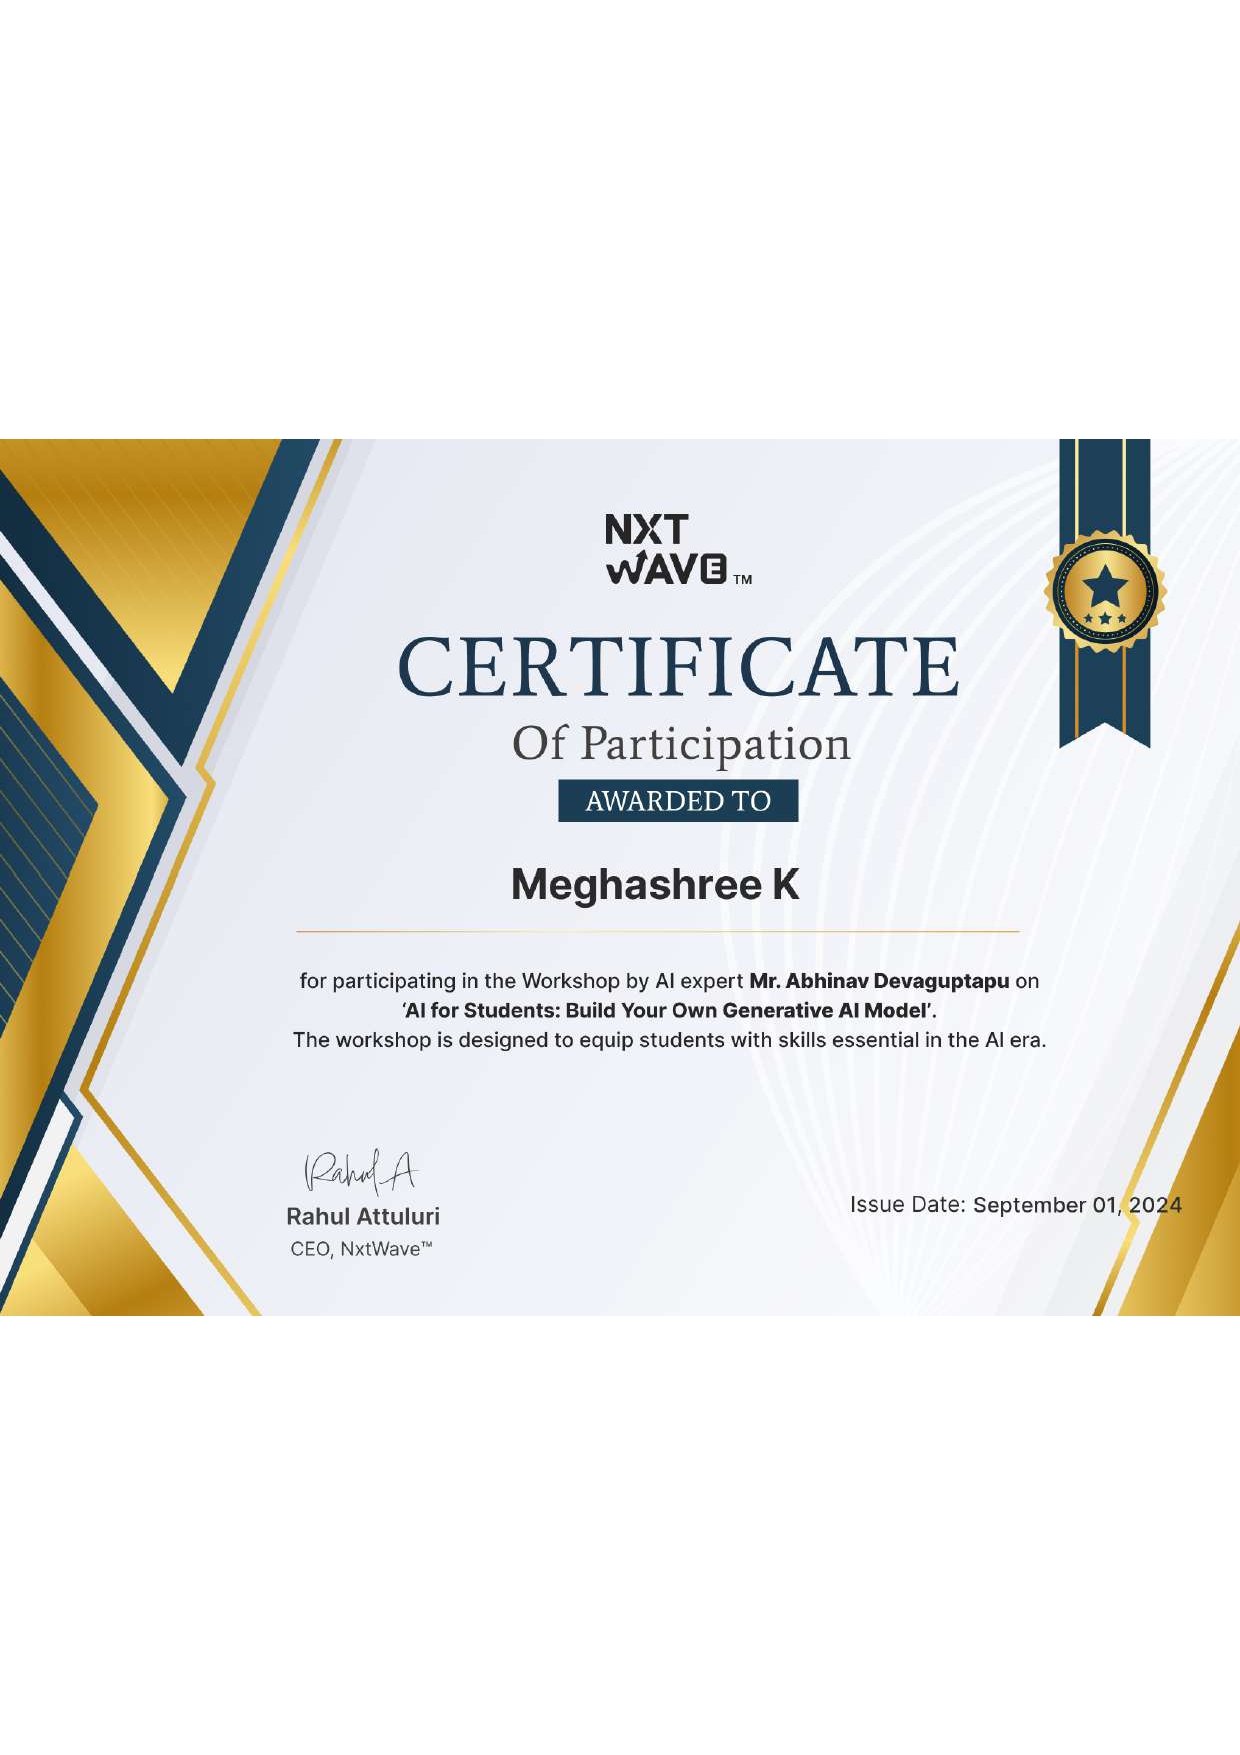 NXT
WAVE TM
CERTIFICATE
Of Participation
AWARDED TO
Meghashree K
for participating in the Workshop by AI expert Mr. Abhinav Devaguptapu on
‘AI for Students: Build Your Own Generative AI Model’.
The workshop is designed to equip students with skills essential in the AI era.
Rahul A
Rahul Attuluri
CEO, NxtWave™
Issue Date: September 01, 2024